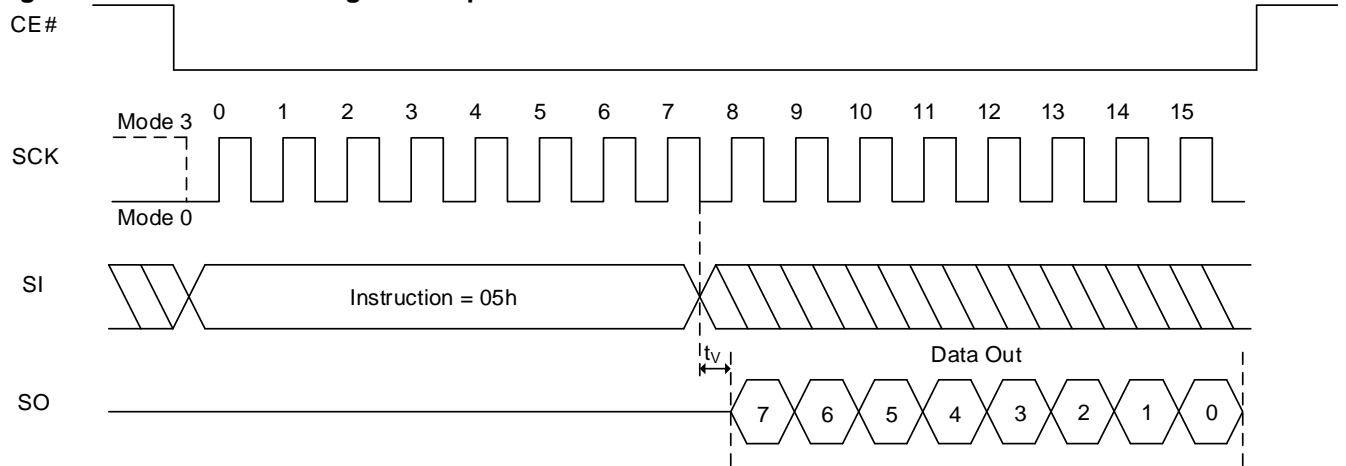 CE#
0 1 2 3 4 5 6 7 8 9 10 11 12 13 14 15
Mode 3
SCK
Mode 0
SI
Instruction = 05h
tV
Data Out
SO
7 6 5 4 3 2 1 0